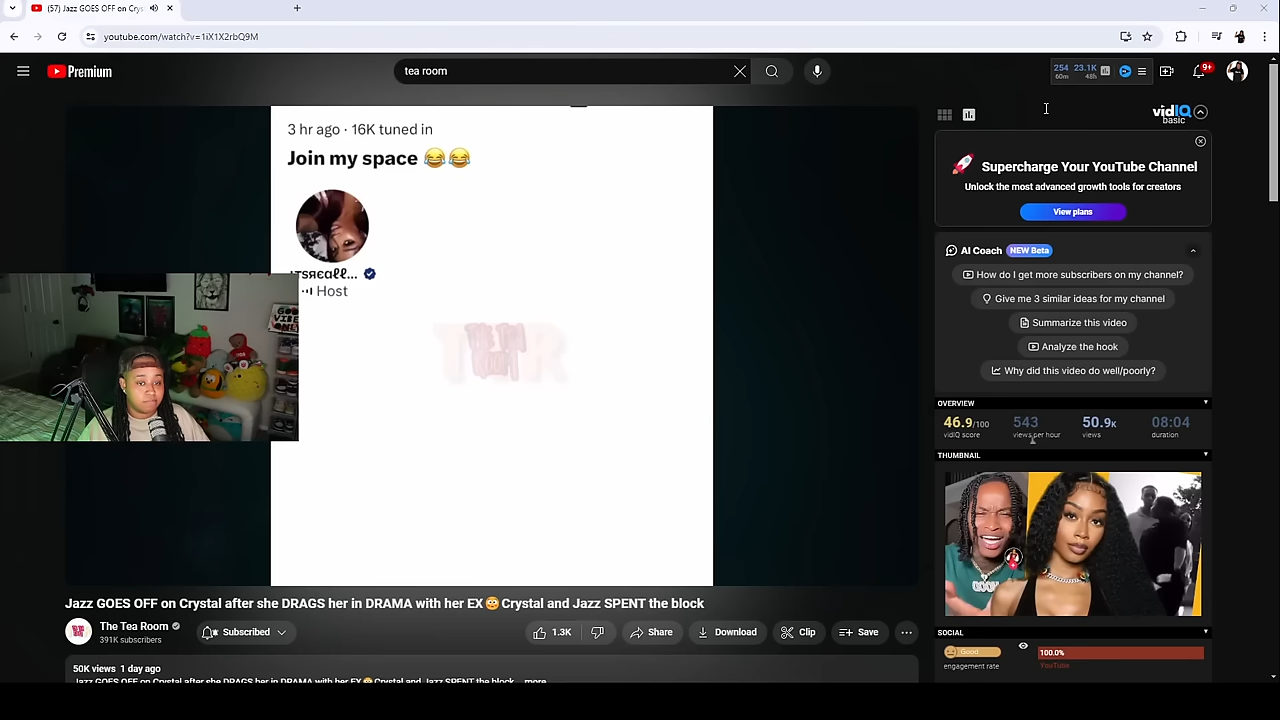 (57) Jazz GOES OFF on Crys
youtube.com/watch?v=1iX1X2rbQ9M
Premium
tea room
254 23.1K
60m 48h
9+
3 hr ago · 16K tuned in
Join my space 😂😂
Host
GOOD
VIBES
ONLY
vidIQ
basic
Supercharge Your YouTube Channel
Unlock the most advanced growth tools for creators
View plans
AI Coach NEW Beta
How do I get more subscribers on my channel?
Give me 3 similar ideas for my channel
Summarize this video
Analyze the hook
Why did this video do well/poorly?
OVERVIEW
46.9/100 543 50.9K 08:04
vidIQ score views per hour views duration
THUMBNAIL
Jazz GOES OFF on Crystal after she DRAGS her in DRAMA with her EX😳Crystal and Jazz SPENT the block
The Tea Room
391K subscribers
Subscribed
1.3K
Share
Download
Clip
Save
SOCIAL
Good
engagement rate
100.0%
YouTube
50K views 1 day ago
Jazz GOES OFF on Crystal after she DRAGS her in DRAMA with her EX😳Crystal and Jazz SPENT the block ...more